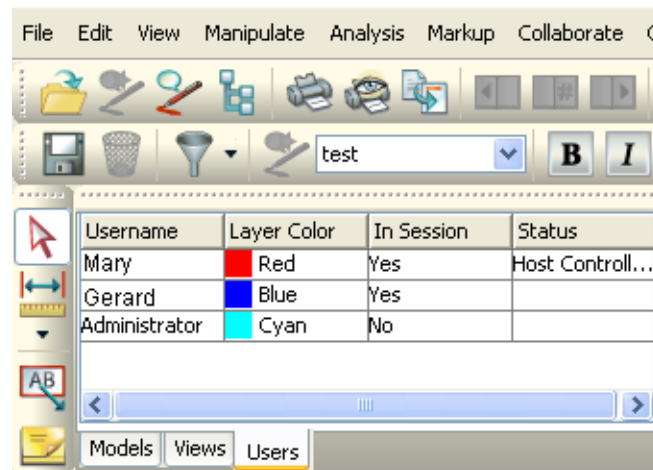 File Edit View Manipulate Analysis Markup Collaborate
#
test B I
Username Layer Color In Session Status
Mary Red Yes Host Controll...
Gerard Blue Yes
Administrator Cyan No
AB
Models Views Users